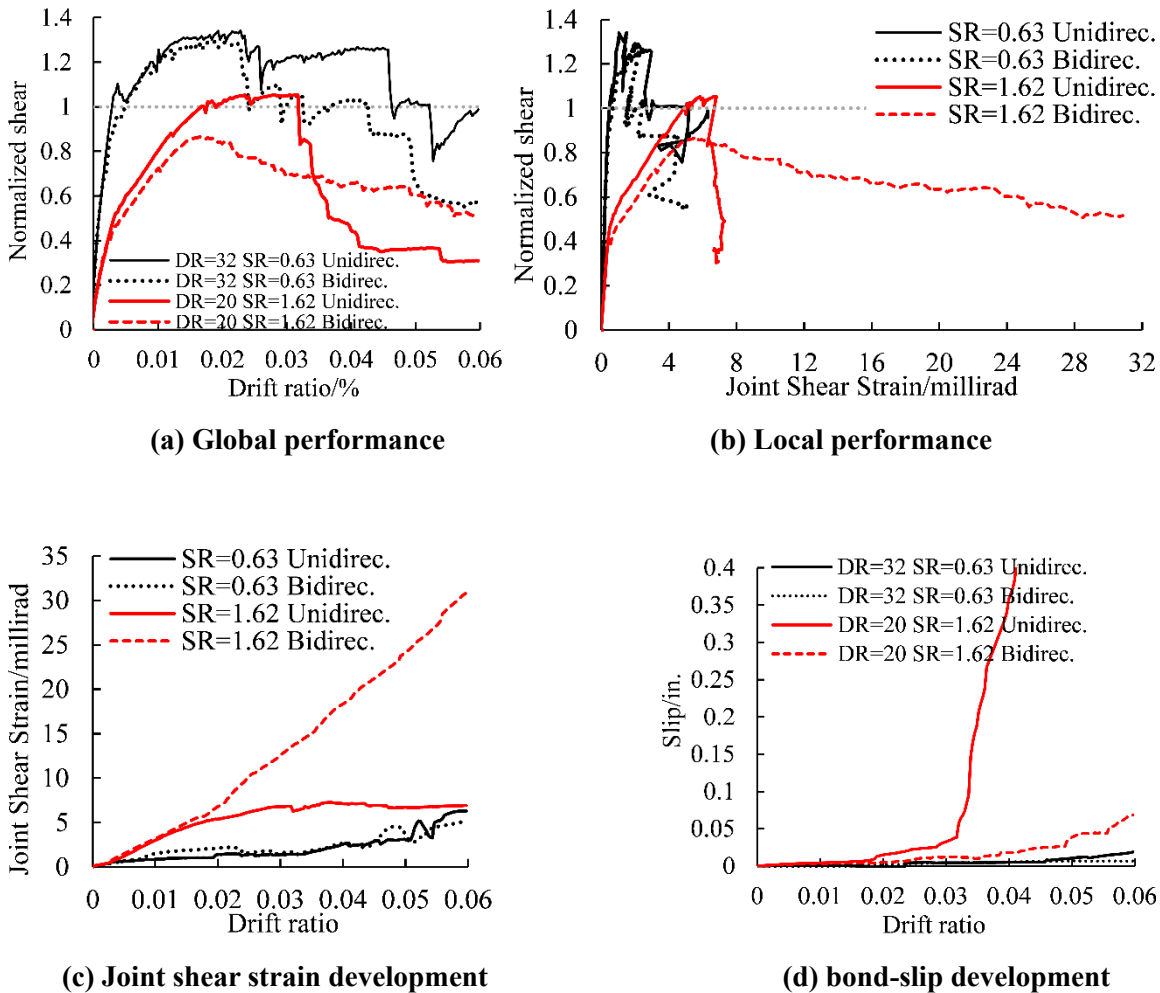 1.4
1.2
1
0.8
0.6
0.4
0.2
0
Normalized shear
DR=32 SR=0.63 Unidirec.
DR=32 SR=0.63 Bidirec.
DR=20 SR=1.62 Unidirec.
DR=20 SR=1.62 Bidirec.
0 0.01 0.02 0.03 0.04 0.05 0.06
Drift ratio/%
(a) Global performance
1.4
1.2
1
0.8
0.6
0.4
0.2
0
Normalized shear
SR=0.63 Unidirec.
SR=0.63 Bidirec.
SR=1.62 Unidirec.
SR=1.62 Bidirec.
0 4 8 12 16 20 24 28 32
Joint Shear Strain/millirad
(b) Local performance
35
30
25
20
15
10
5
0
Joint Shear Strain/millirad
SR=0.63 Unidirec.
SR=0.63 Bidirec.
SR=1.62 Unidirec.
SR=1.62 Bidirec.
0 0.01 0.02 0.03 0.04 0.05 0.06
Drift ratio
(c) Joint shear strain development
0.4
0.35
0.3
0.25
0.2
0.15
0.1
0.05
0
Slip/in.
DR=32 SR=0.63 Unidirec.
DR=32 SR=0.63 Bidirec.
DR=20 SR=1.62 Unidirec.
DR=20 SR=1.62 Bidirec.
0 0.01 0.02 0.03 0.04 0.05 0.06
Drift ratio
(d) bond-slip development